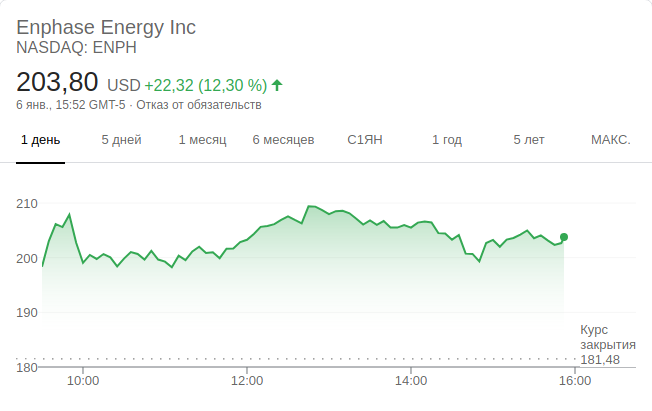 Enphase Energy Inc
NASDAQ: ENPH
203,80 USD +22,32 (12,30 %)
6 янв., 15:52 GMT-5 · Отказ от обязательств
1 день 5 дней 1 месяц 6 месяцев С1ЯН 1 год 5 лет МАКС.
210
200
190
Курс
закрытия
181,48
180
10:00 12:00 14:00 16:00